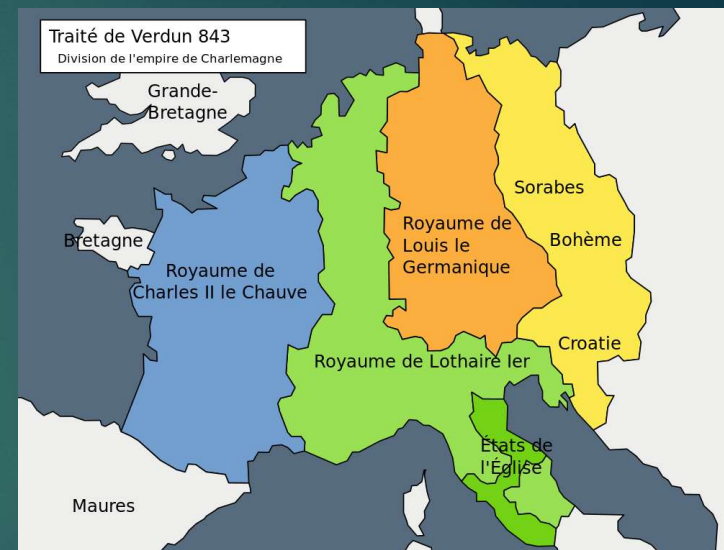 Traité de Verdun 843
Division de l'empire de Charlemagne
Grande-
Bretagne
Bretagne
Royaume de
Charles II le Chauve
Royaume de
Louis le
Germanique
Sorabes
Bohème
Croatie
Royaume de Lothaire Ier
États de
l'Église
Maures